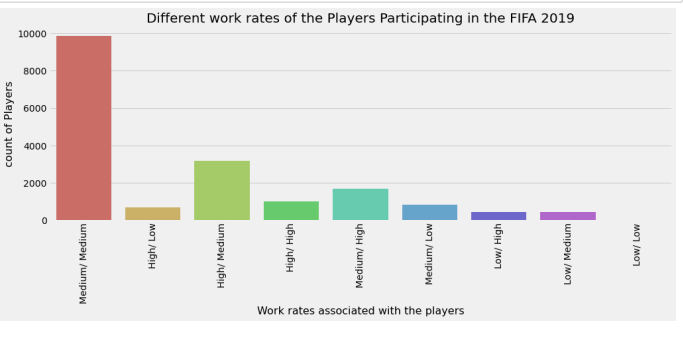 Different work rates of the Players Participating in the FIFA 2019
count of Players
10000
8000
6000
4000
2000
0
Medium/ Medium
High/ Low
High/ Medium
High/ High
Medium/ High
Medium/ Low
Low/ High
Low/ Medium
Low/ Low
Work rates associated with the players